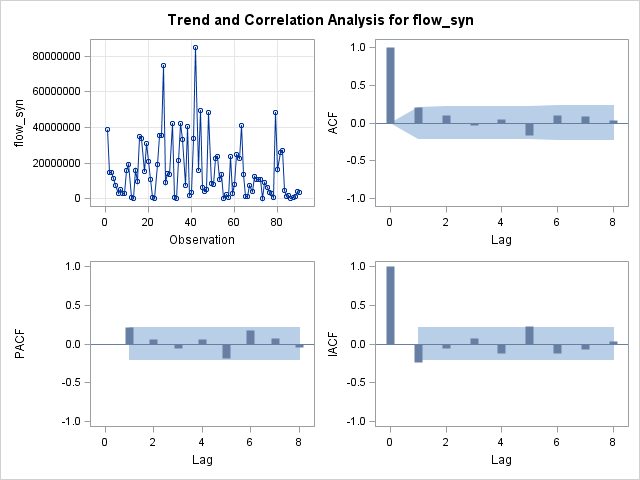 Trend and Correlation Analysis for flow_syn
flow_syn
80000000
60000000
40000000
20000000
0
0 20 40 60 80
Observation
ACF
1.0
0.5
0.0
-0.5
-1.0
0 2 4 6 8
Lag
PACF
1.0
0.5
0.0
-0.5
-1.0
0 2 4 6 8
Lag
IACF
1.0
0.5
0.0
-0.5
-1.0
0 2 4 6 8
Lag